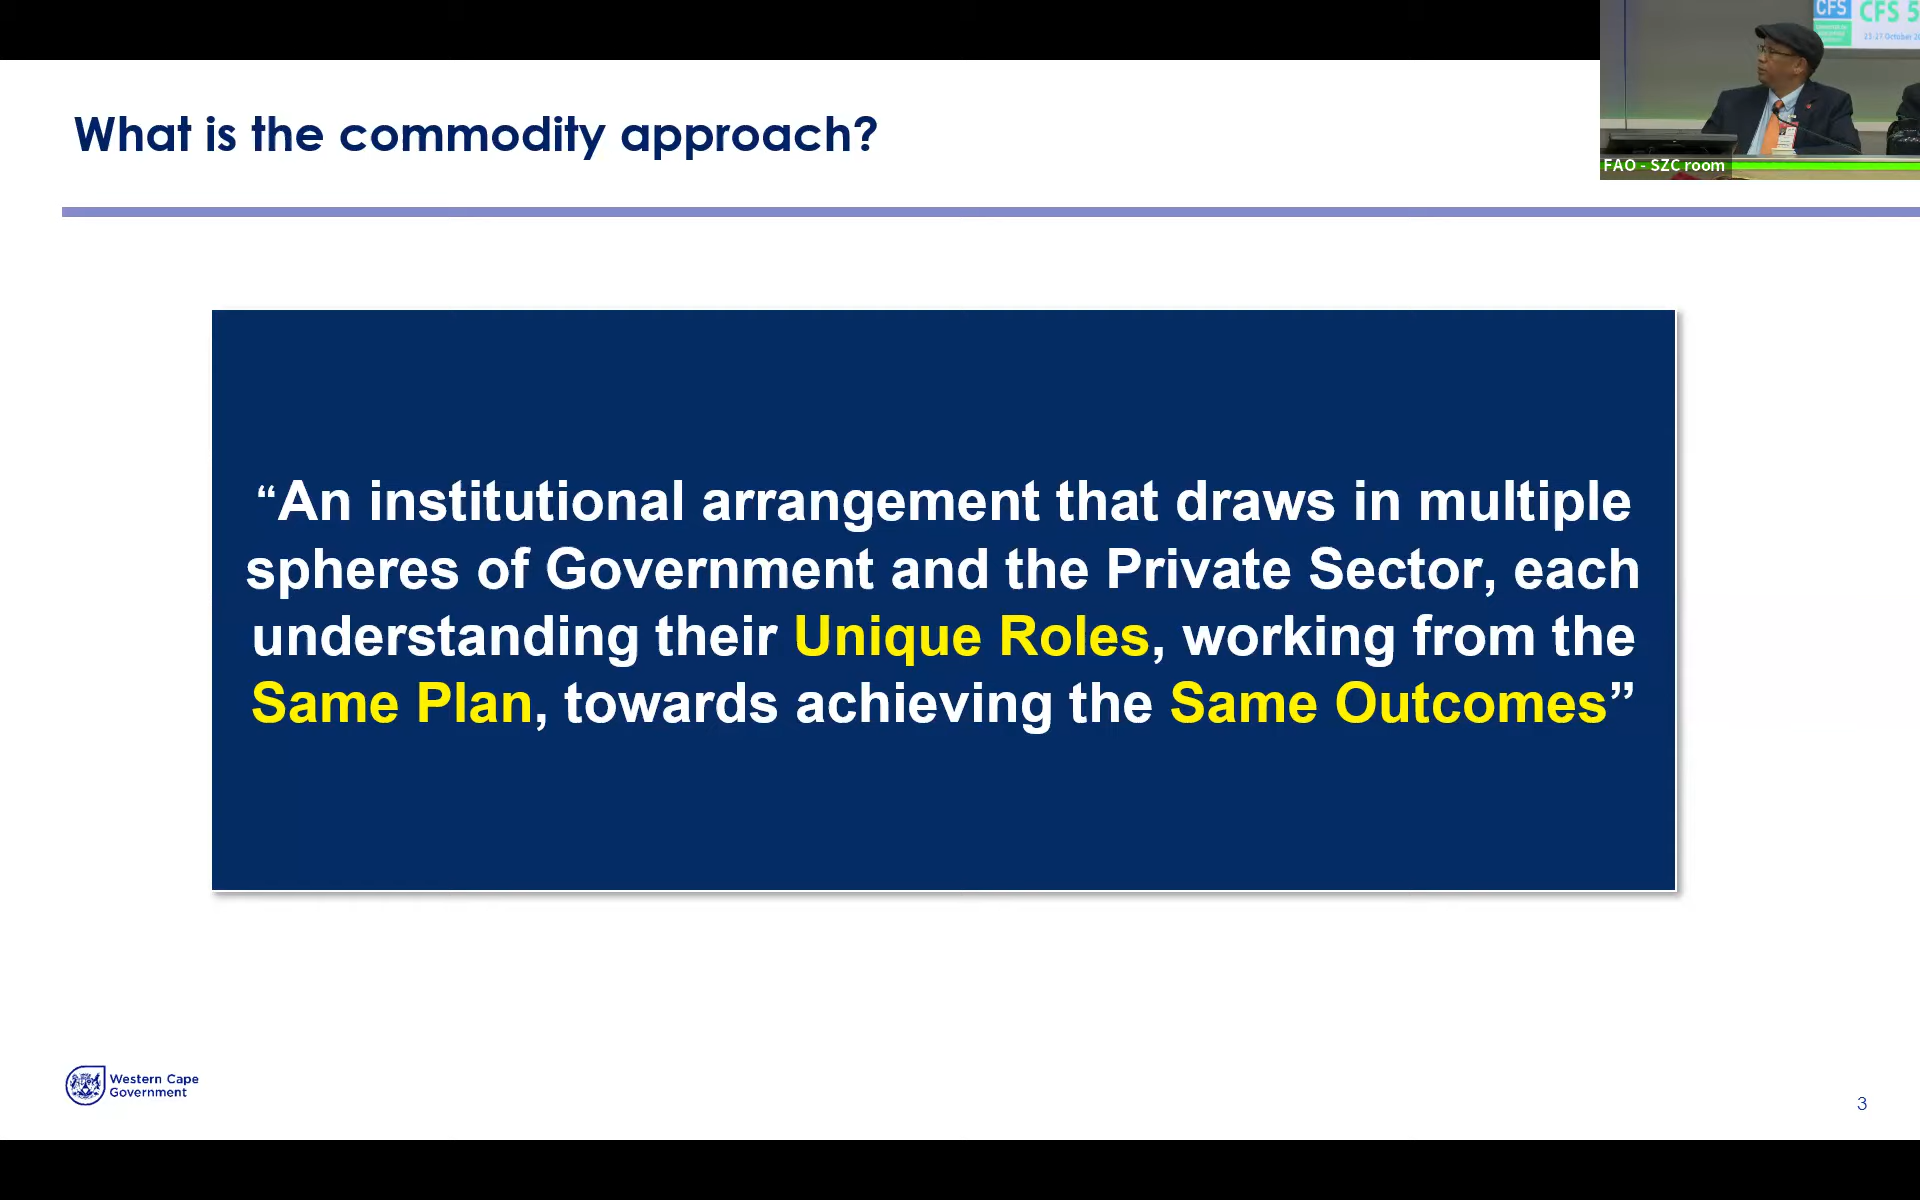 CFS
CFS 5
What is the commodity approach?
FAO - SZC room
“An institutional arrangement that draws in multiple
spheres of Government and the Private Sector, each
understanding their Unique Roles, working from the
Same Plan, towards achieving the Same Outcomes”
Western Cape
Government
3